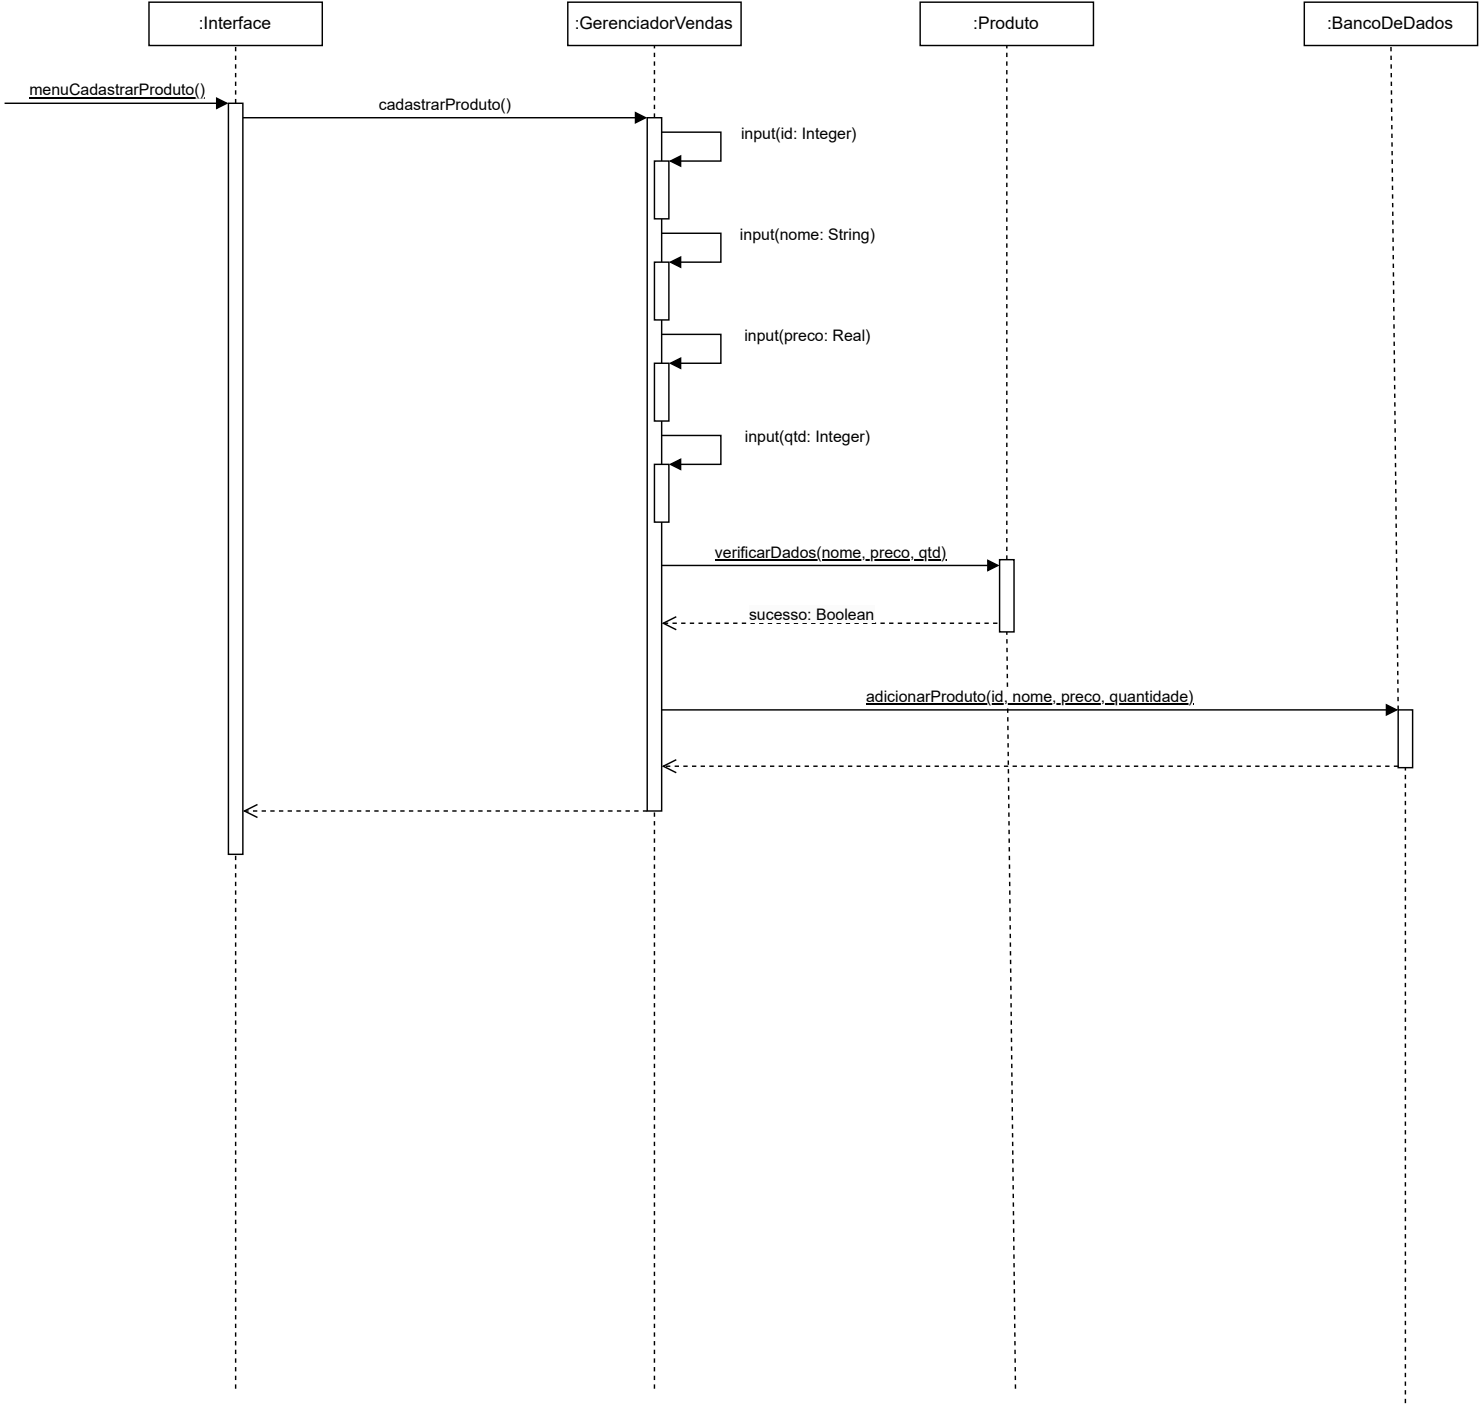 :Interface
:GerenciadorVendas
:Produto
:BancoDeDados
menuCadastrarProduto()
cadastrarProduto()
input(id: Integer)
input(nome: String)
input(preco: Real)
input(qtd: Integer)
verificarDados(nome, preco, qtd)
sucesso: Boolean
adicionarProduto(id, nome, preco, quantidade)